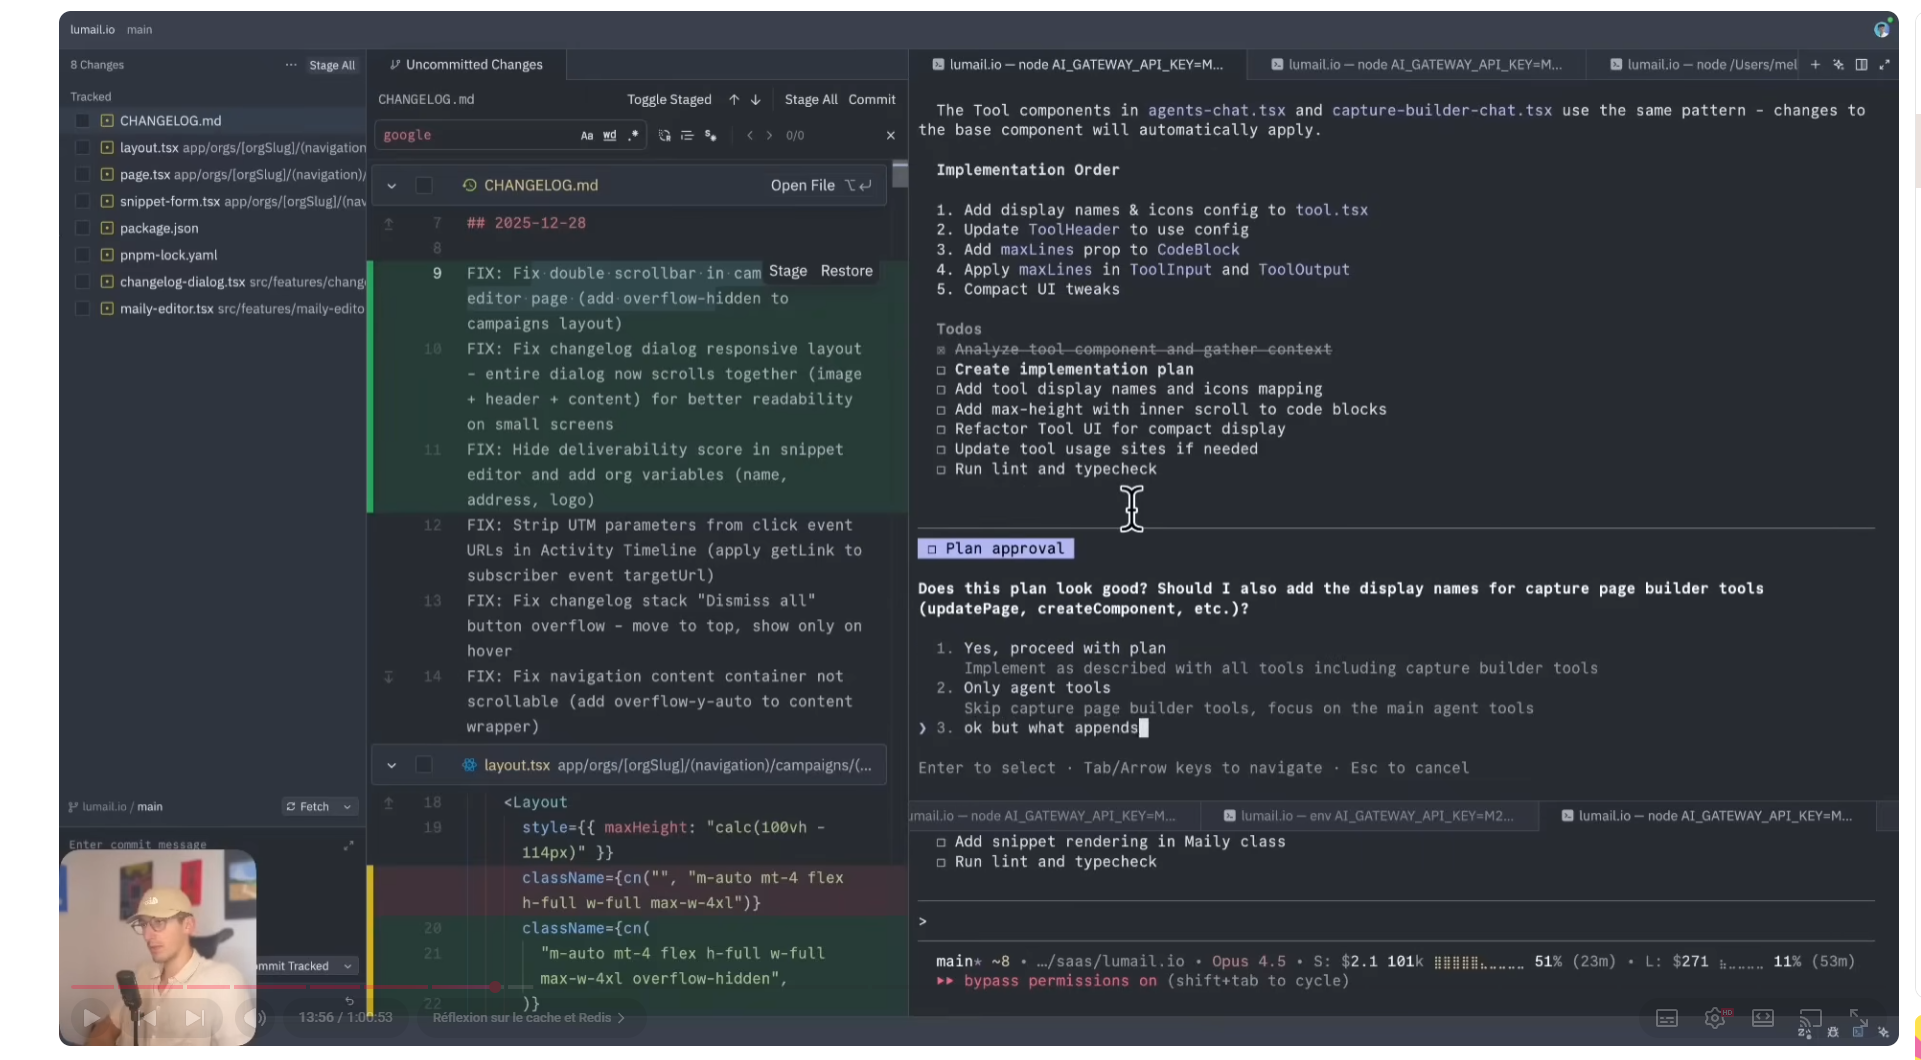 lumail.io main
8 Changes ··· Stage All
Tracked
CHANGELOG.md
layout.tsx app/orgs/[orgSlug]/(navigation
page.tsx app/orgs/[orgSlug]/(navigation)/
snippet-form.tsx app/orgs/[orgSlug]/(nav
package.json
pnpm-lock.yaml
changelog-dialog.tsx src/features/change
maily-editor.tsx src/features/maily-edito
lumail.io / main Fetch
Enter commit message
mmit Tracked
Uncommitted Changes
CHANGELOG.md Toggle Staged ↑ ↓ Stage All Commit
google Aa wd .* 0/0
CHANGELOG.md Open File
7 ## 2025-12-28
8
9 FIX: Fix double scrollbar in cam Stage Restore
editor page (add overflow-hidden to
campaigns layout)
10 FIX: Fix changelog dialog responsive layout
- entire dialog now scrolls together (image
+ header + content) for better readability
on small screens
11 FIX: Hide deliverability score in snippet
editor and add org variables (name,
address, logo)
12 FIX: Strip UTM parameters from click event
URLs in Activity Timeline (apply getLink to
subscriber event targetUrl)
13 FIX: Fix changelog stack "Dismiss all"
button overflow - move to top, show only on
hover
14 FIX: Fix navigation content container not
scrollable (add overflow-y-auto to content
wrapper)
layout.tsx app/orgs/[orgSlug]/(navigation)/campaigns/(...
18 <Layout
19 style={{ maxHeight: "calc(100vh -
114px)" }}
className={cn("", "m-auto mt-4 flex
h-full w-full max-w-4xl")}
20 className={cn(
21 "m-auto mt-4 flex h-full w-full
max-w-4xl overflow-hidden",
22 )}
lumail.io — node AI_GATEWAY_API_KEY=M... lumail.io — node AI_GATEWAY_API_KEY=M... lumail.io — node /Users/mel
The Tool components in agents-chat.tsx and capture-builder-chat.tsx use the same pattern - changes to
the base component will automatically apply.
Implementation Order
1. Add display names & icons config to tool.tsx
2. Update ToolHeader to use config
3. Add maxLines prop to CodeBlock
4. Apply maxLines in ToolInput and ToolOutput
5. Compact UI tweaks
Todos
☒ Analyze tool component and gather context
☐ Create implementation plan
☐ Add tool display names and icons mapping
☐ Add max-height with inner scroll to code blocks
☐ Refactor Tool UI for compact display
☐ Update tool usage sites if needed
☐ Run lint and typecheck
☐ Plan approval
Does this plan look good? Should I also add the display names for capture page builder tools
(updatePage, createComponent, etc.)?
1. Yes, proceed with plan
Implement as described with all tools including capture builder tools
2. Only agent tools
Skip capture page builder tools, focus on the main agent tools
❯ 3. ok but what appends
Enter to select · Tab/Arrow keys to navigate · Esc to cancel
umail.io — node AI_GATEWAY_API_KEY=M... lumail.io — env AI_GATEWAY_API_KEY=M2... lumail.io — node AI_GATEWAY_API_KEY=M...
☐ Add snippet rendering in Maily class
☐ Run lint and typecheck
>
main* ~8 • …/saas/lumail.io • Opus 4.5 • S: $2.1 101k 51% (23m) • L: $271 11% (53m)
▸▸ bypass permissions on (shift+tab to cycle)
13:56 / 1:00:53 Réflexion sur le cache et Redis >
HD